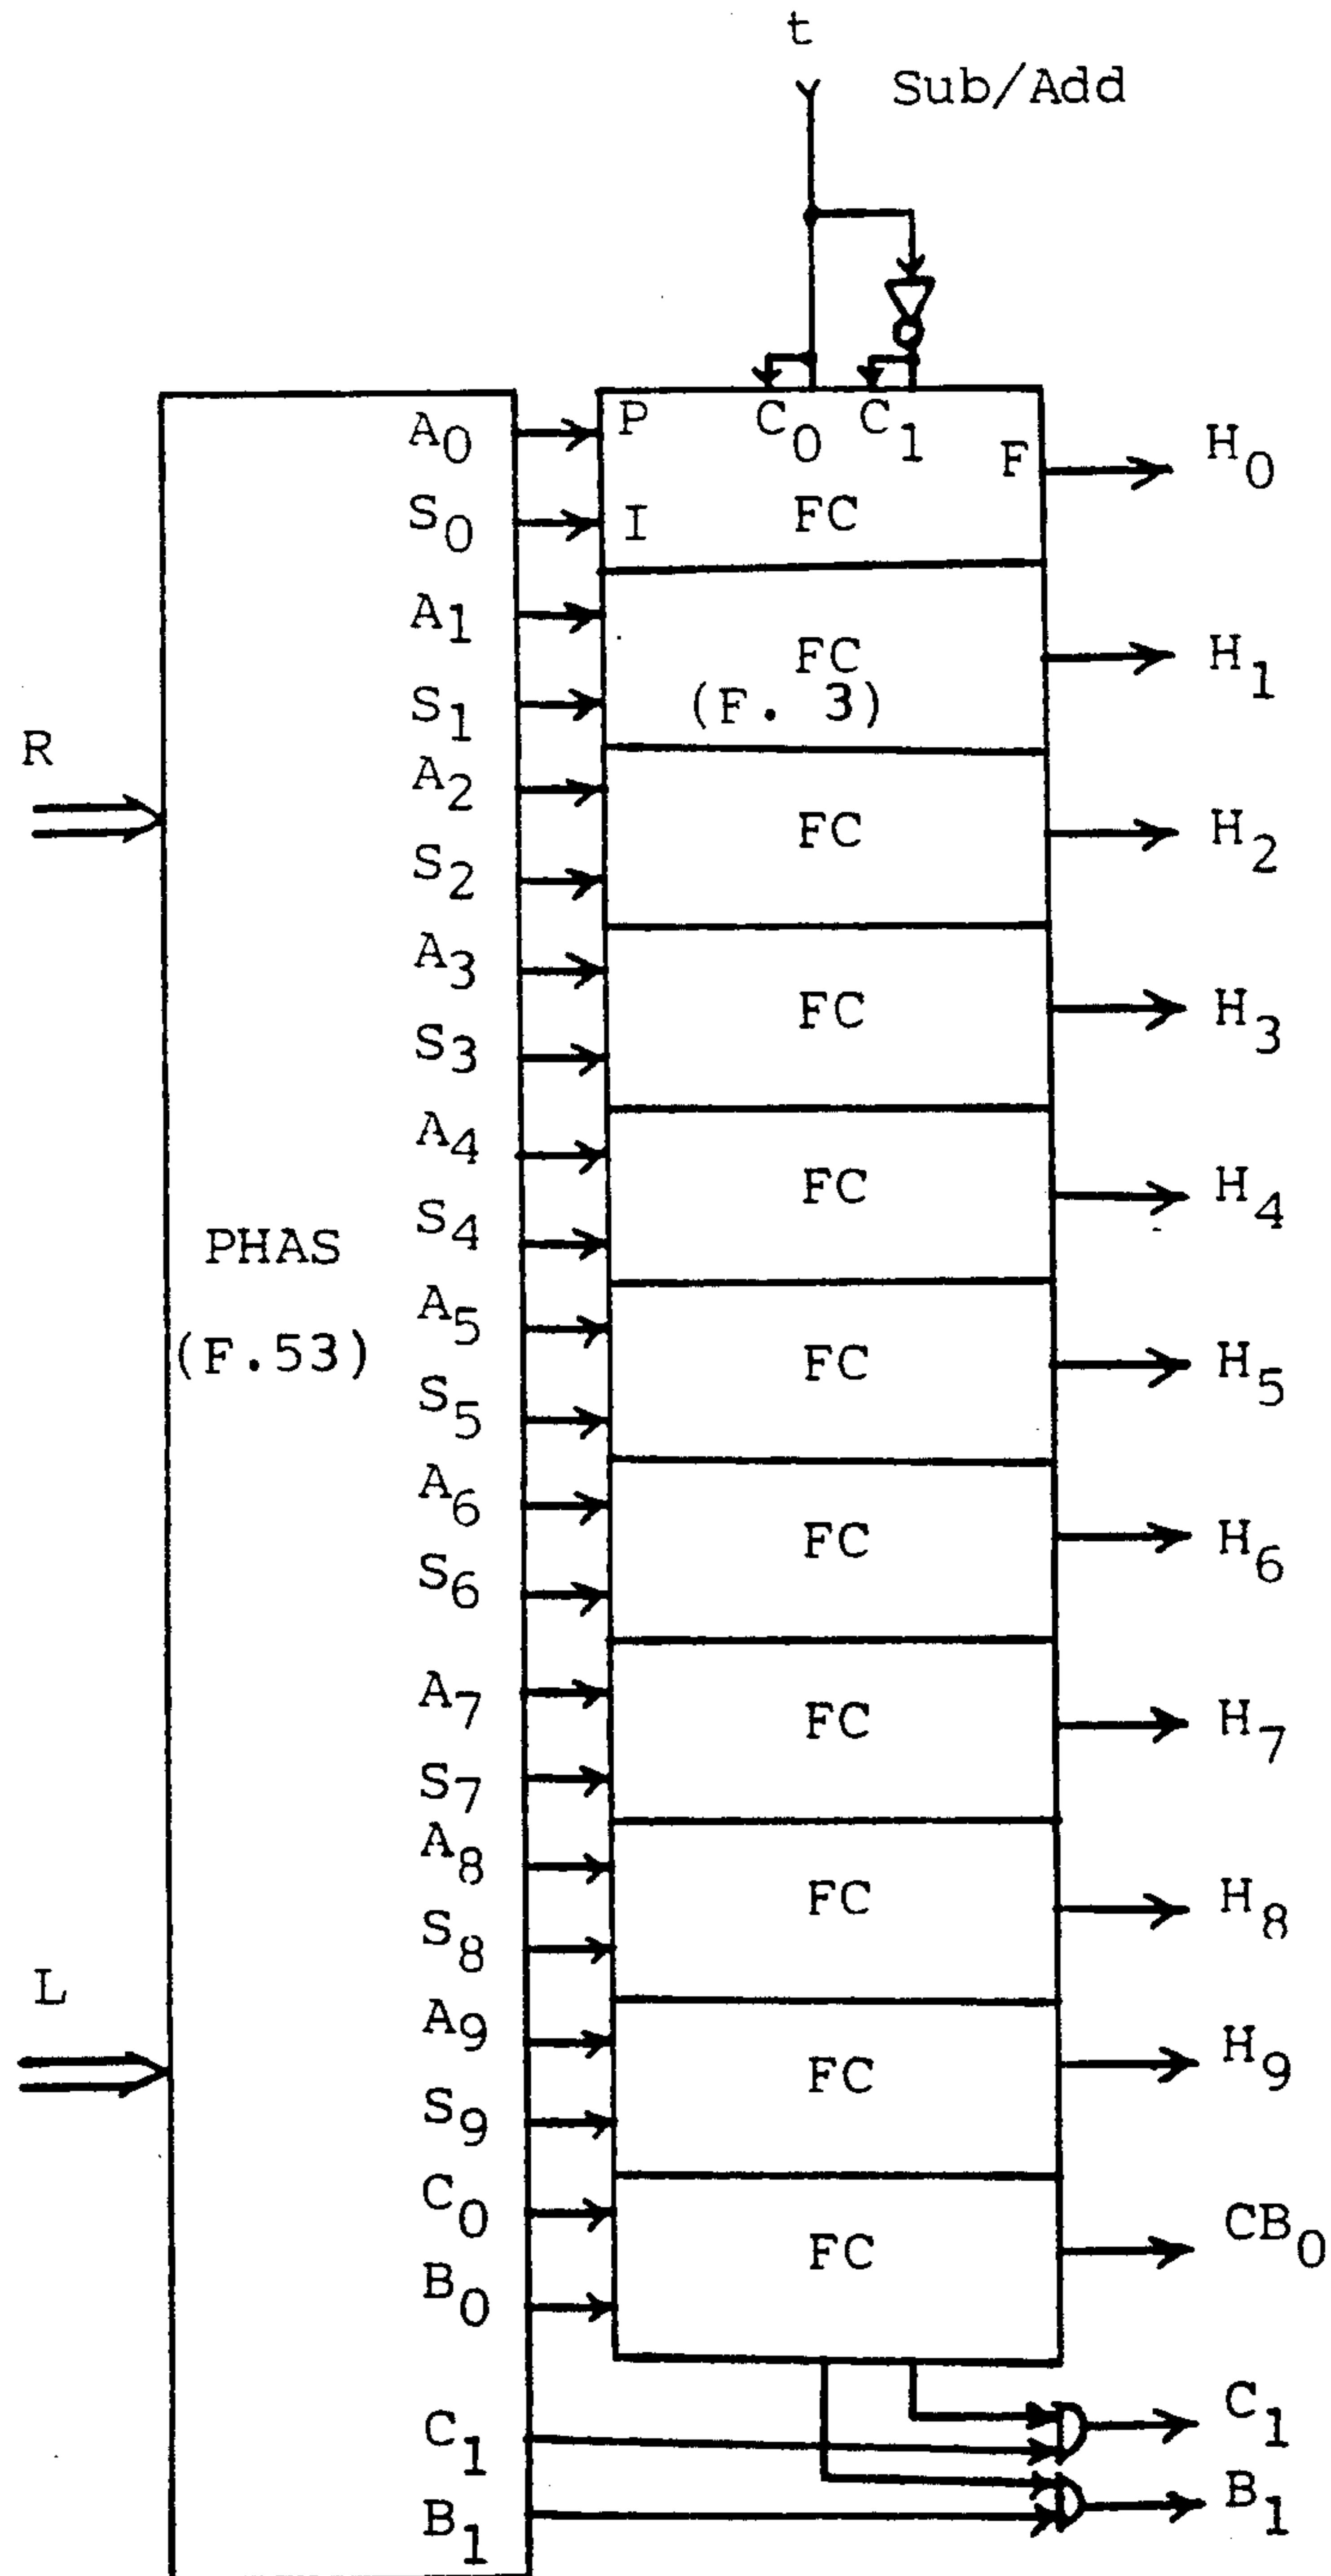 t
Sub/Add
A0 P C0 C1 F H0
S0 I FC
A1 FC H1
S1 (F. 3)
R
A2 FC H2
S2
A3 FC H3
S3
A4 FC H4
S4
PHAS
(F.53)
A5 FC H5
S5
A6 FC H6
S6
A7 FC H7
S7
A8 FC H8
S8
L
A9 FC H9
S9
C0 FC CB0
B0
C1 C1
B1 B1